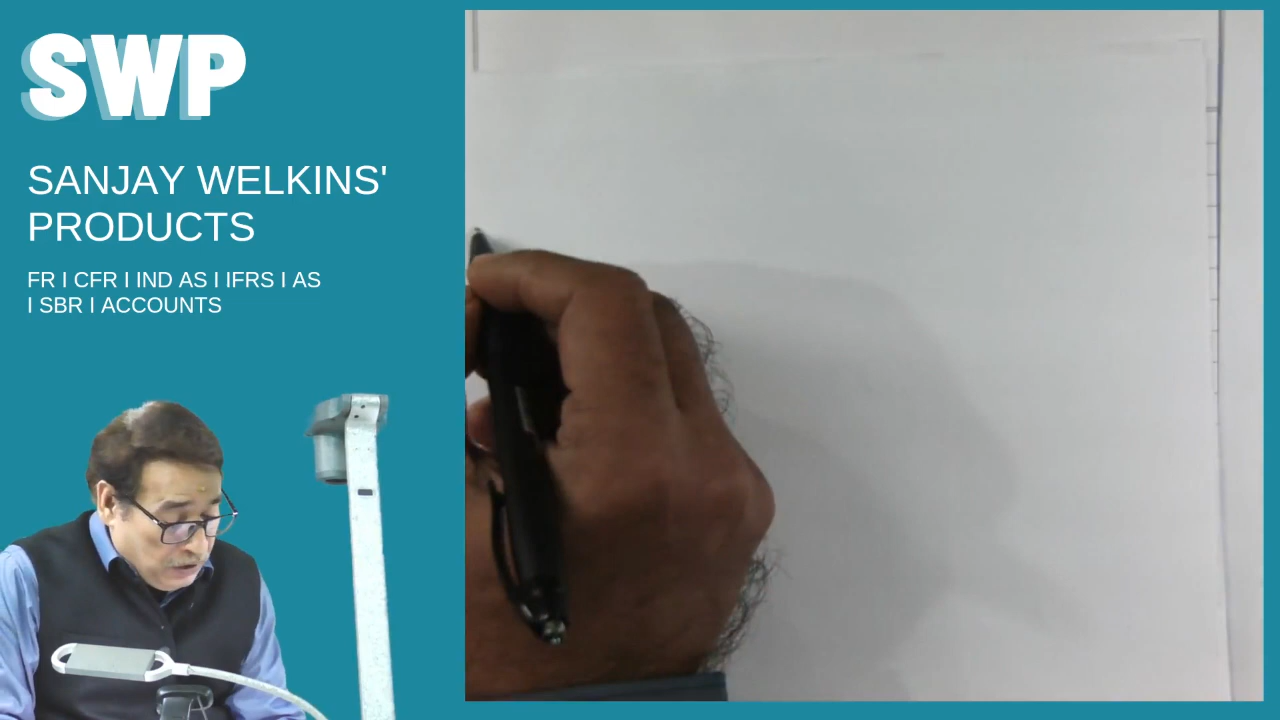 SWP
SANJAY WELKINS'
PRODUCTS
FR I CFR I IND AS I IFRS I AS
I SBR I ACCOUNTS